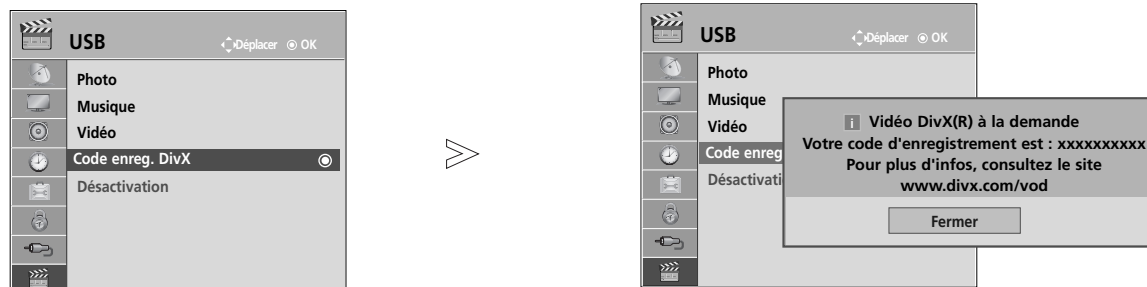 USB
Déplacer OK
Photo
Musique
Vidéo
Code enreg. DivX
Désactivation
USB
Déplacer OK
Photo
Musique
Vidéo
Code enreg
Désactivati
i Vidéo DivX(R) à la demande
Votre code d'enregistrement est : xxxxxxxxxx
Pour plus d'infos, consultez le site
www.divx.com/vod
Fermer